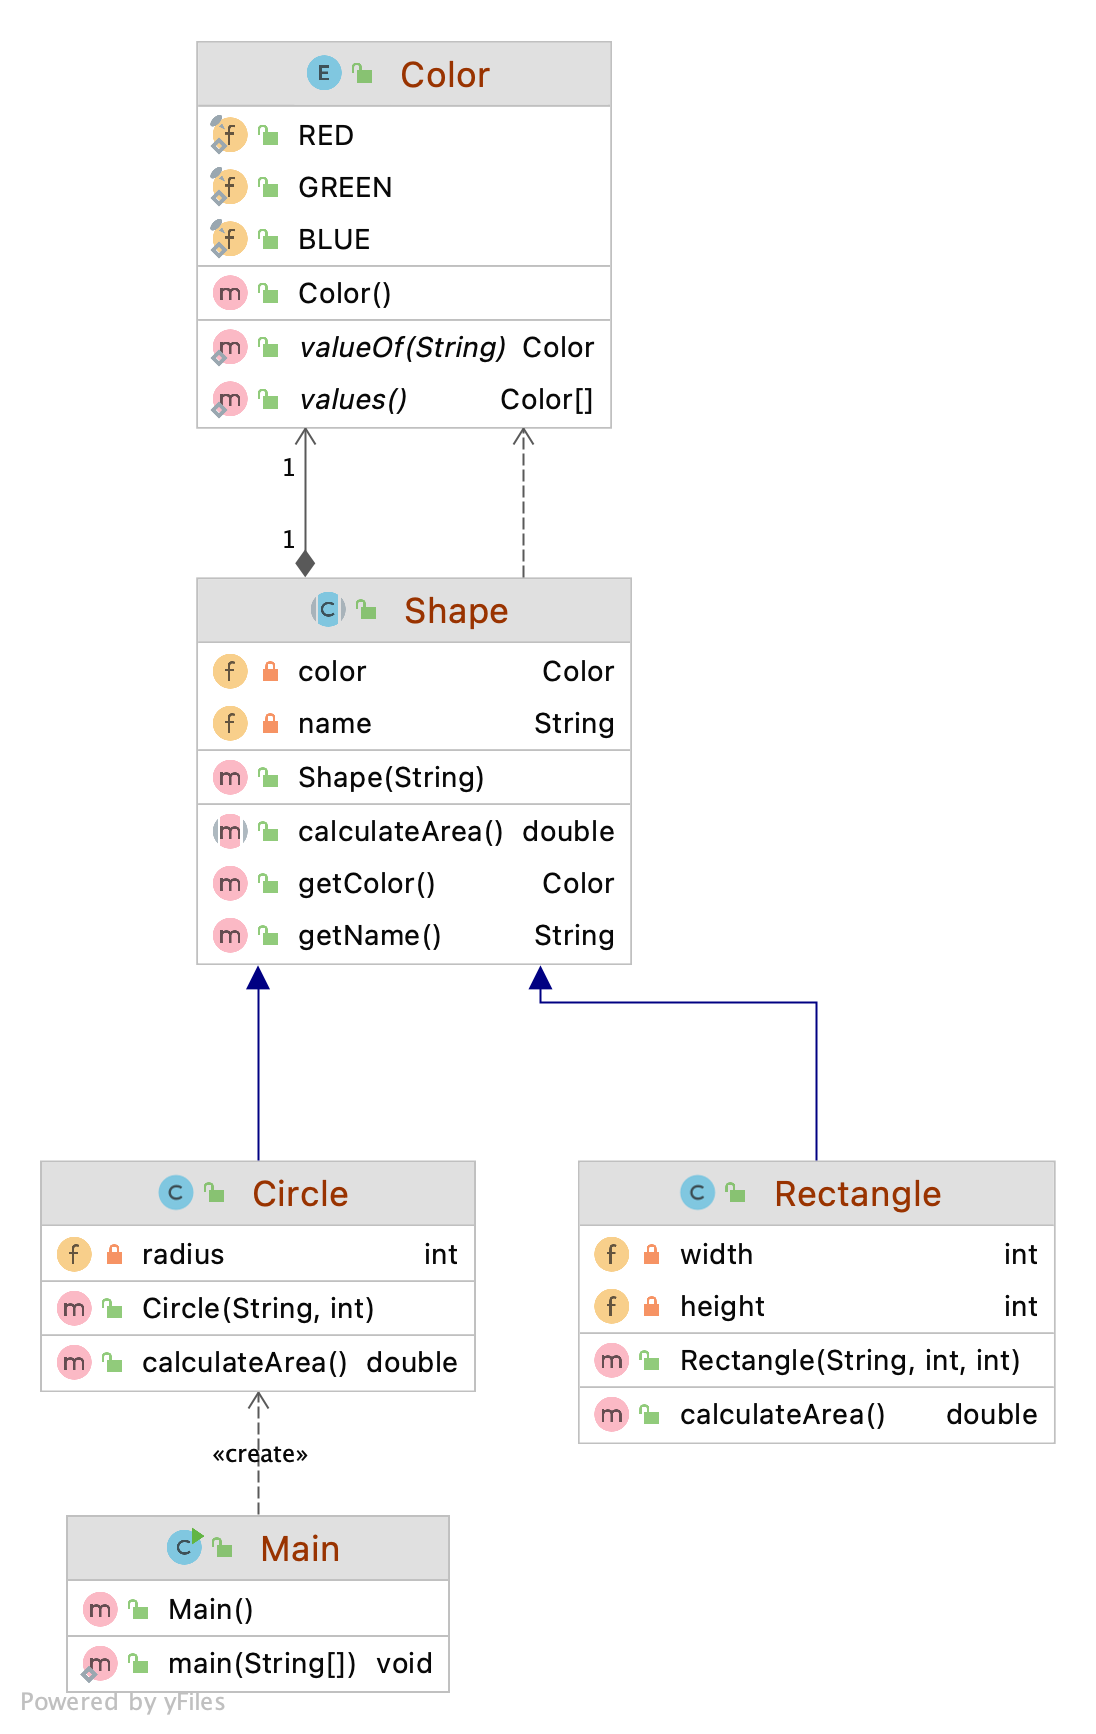 E Color
f RED
f GREEN
f BLUE
m Color()
m valueOf(String) Color
m values() Color[]
1
1
C Shape
f color Color
f name String
m Shape(String)
m calculateArea() double
m getColor() Color
m getName() String
C Circle
f radius int
m Circle(String, int)
m calculateArea() double
C Rectangle
f width int
f height int
m Rectangle(String, int, int)
m calculateArea() double
«create»
C Main
m Main()
m main(String[]) void
Powered by yFiles